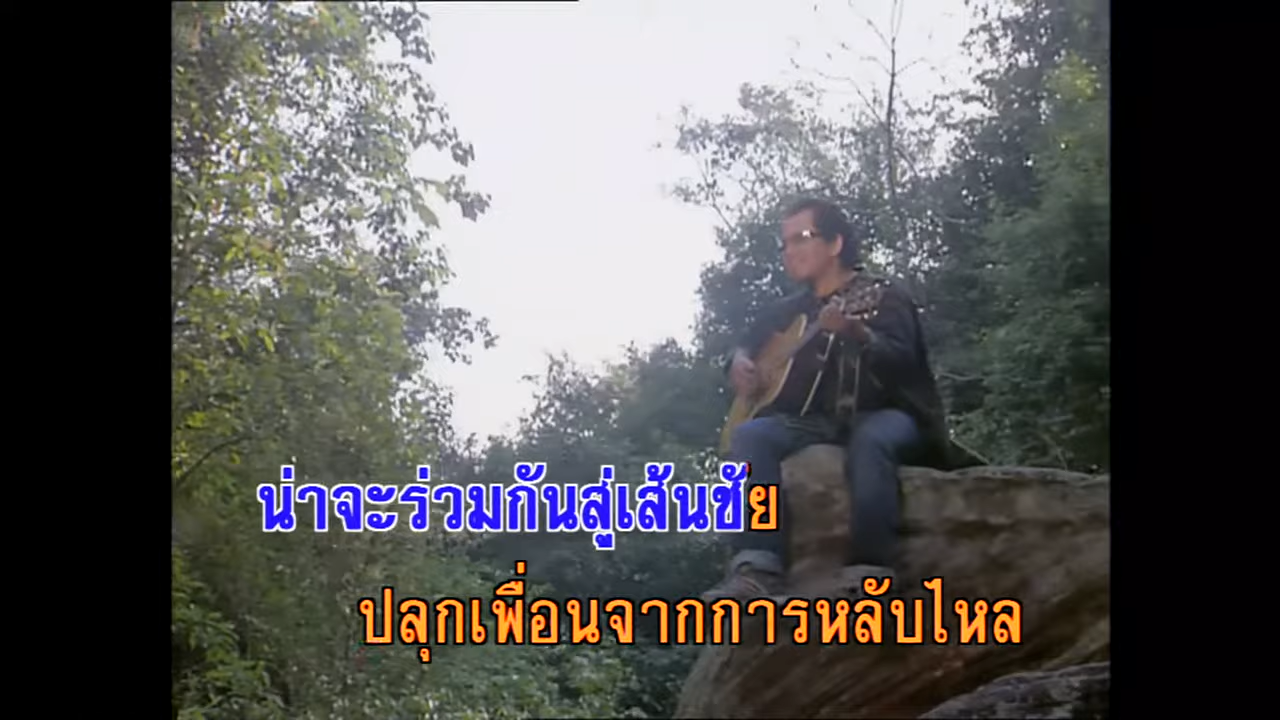 น่าจะร่วมกันสู่เส้นชัย
ปลุกเพื่อนจากการหลับไหล